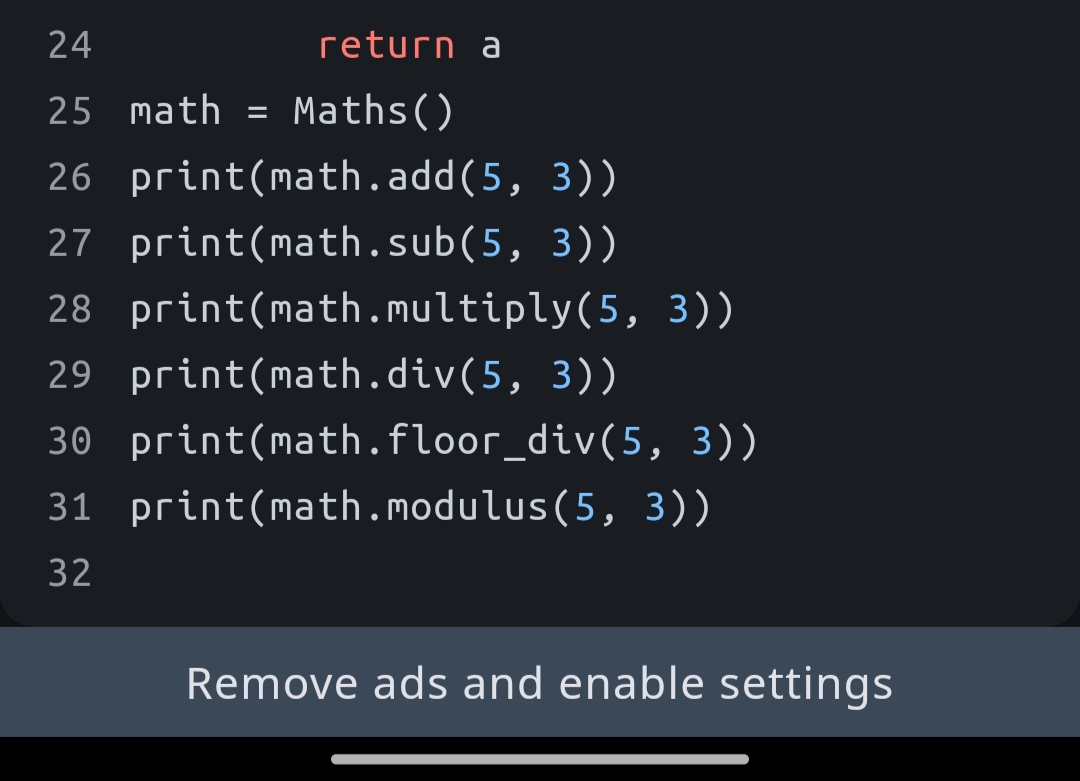 24         return a
25 math = Maths()
26 print(math.add(5, 3))
27 print(math.sub(5, 3))
28 print(math.multiply(5, 3))
29 print(math.div(5, 3))
30 print(math.floor_div(5, 3))
31 print(math.modulus(5, 3))
32
Remove ads and enable settings